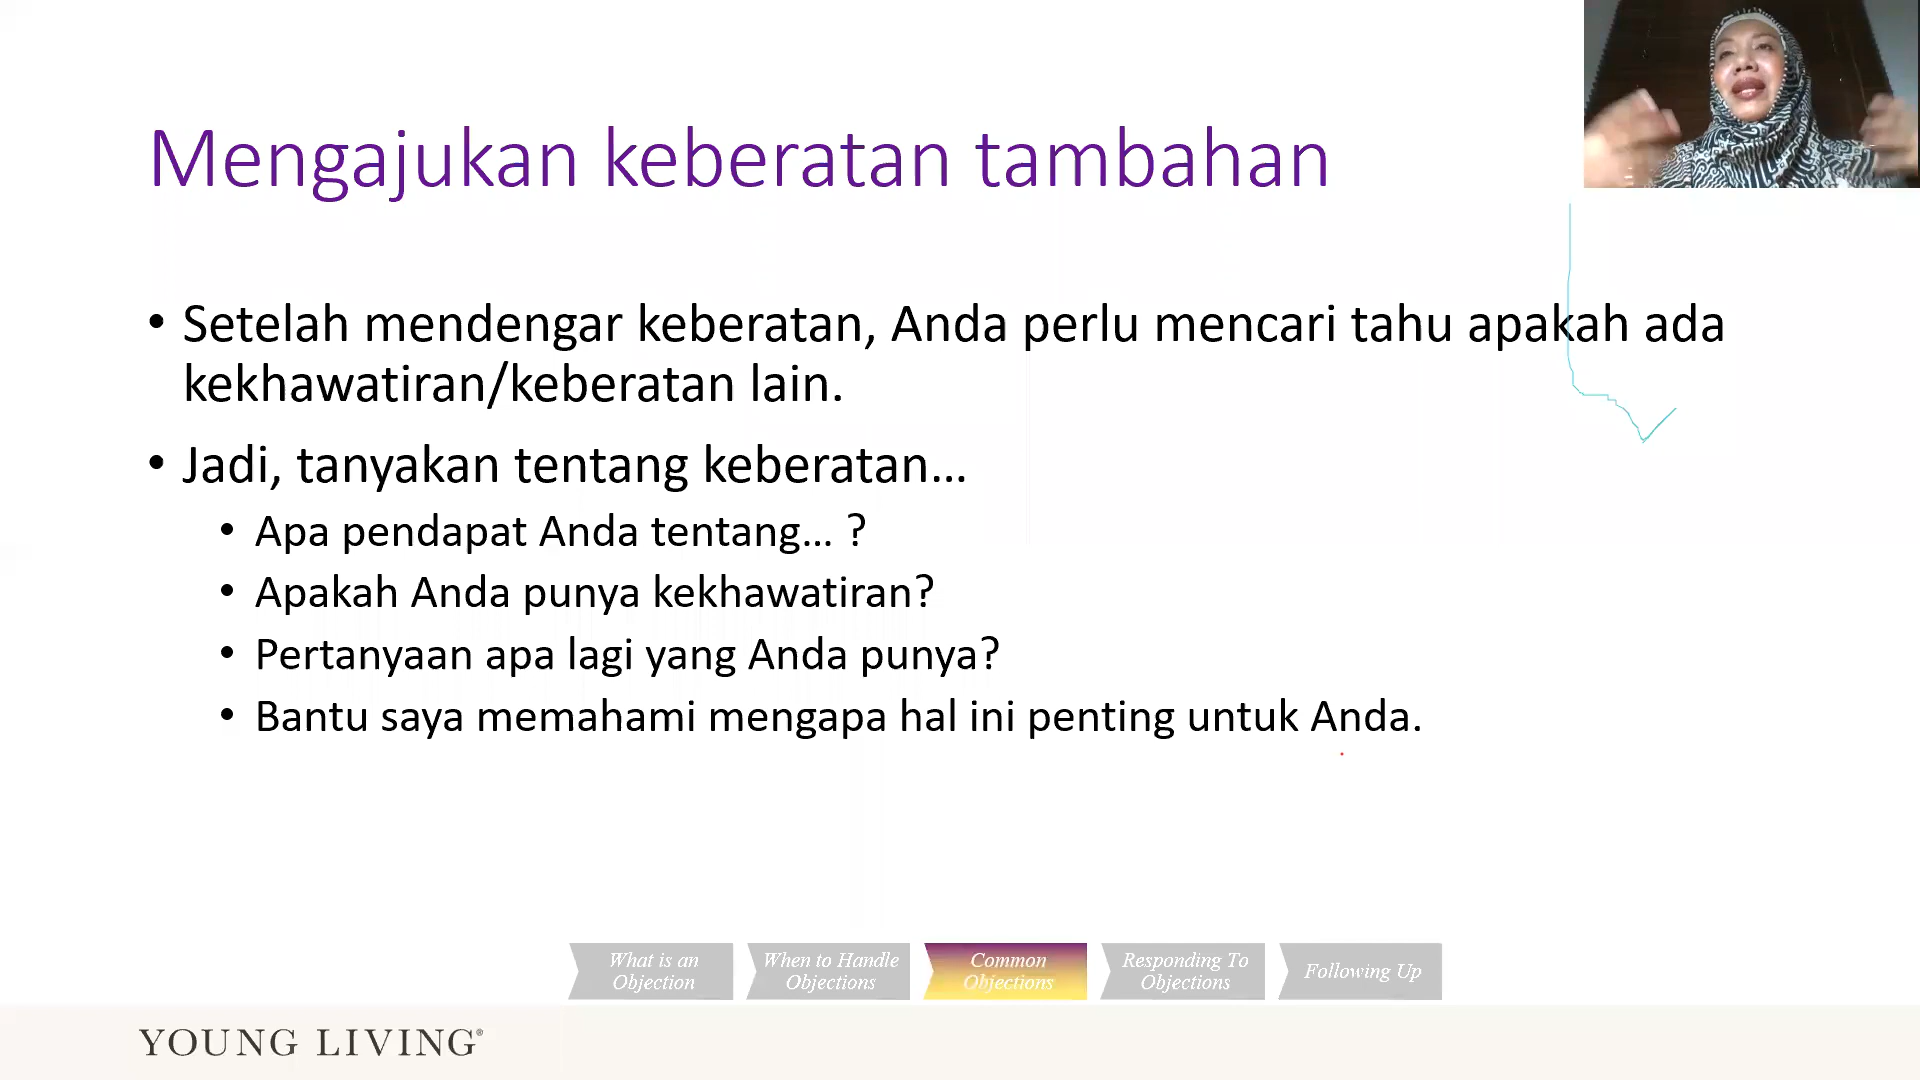 Mengajukan keberatan tambahan
• Setelah mendengar keberatan, Anda perlu mencari tahu apakah ada
kekhawatiran/keberatan lain.
• Jadi, tanyakan tentang keberatan...
• Apa pendapat Anda tentang... ?
• Apakah Anda punya kekhawatiran?
• Pertanyaan apa lagi yang Anda punya?
• Bantu saya memahami mengapa hal ini penting untuk Anda.
What is an
Objection
When to Handle
Objections
Common
Objections
Responding To
Objections
Following Up
YOUNG LIVING®